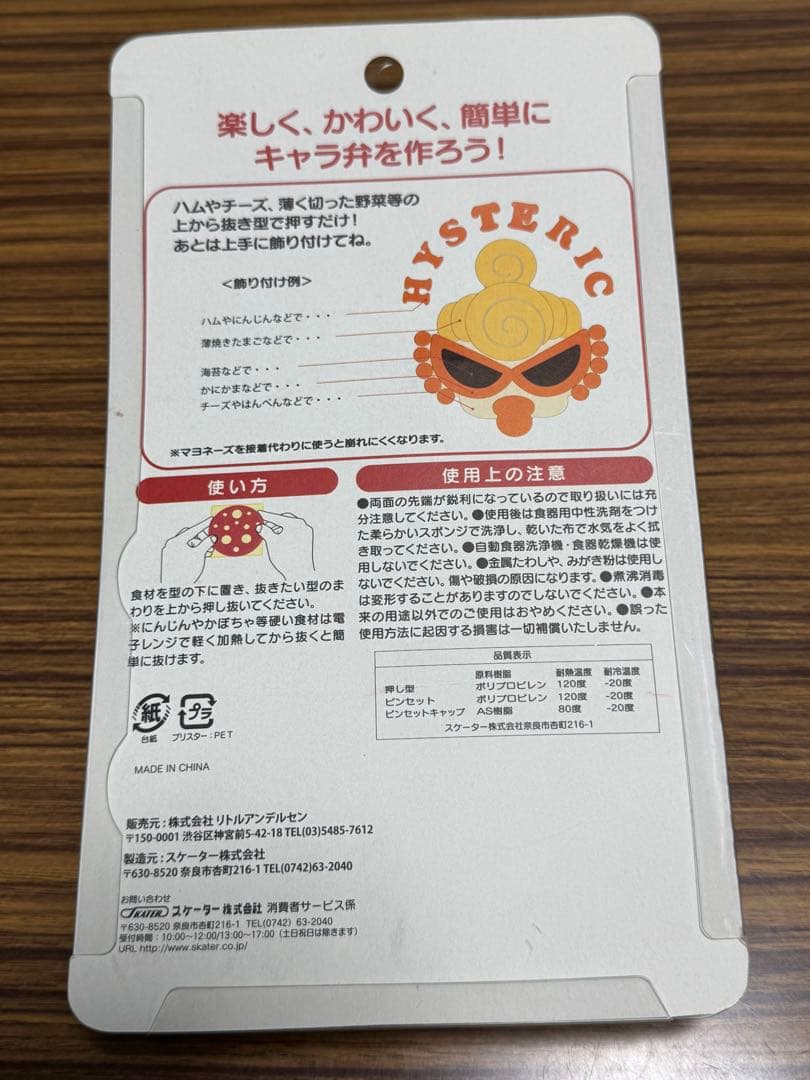 楽しく、かわいく、簡単に
キャラ弁を作ろう!
ハムやチーズ、薄く切った野菜等の
上から抜き型で押すだけ!
あとは上手に飾り付けてね。
HYSTERIC
<飾り付け例>
ハムやにんじんなどで・・・
薄焼きたまごなどで・・・
海苔などで・・・
かにかまなどで・・・
チーズやはんぺんなどで・・・
※マヨネーズを接着代わりに使うと崩れにくくなります。
使い方
食材を型の下に置き、抜きたい型のま
わりを上から押し抜いてください。
※にんじんやかぼちゃ等硬い食材は電
子レンジで軽く加熱してから抜くと簡
単に抜けます。
使用上の注意
●両面の先端が鋭利になっているので取り扱いには充
分注意してください。●使用後は食器用中性洗剤をつけ
た柔らかいスポンジで洗浄し、乾いた布で水気をよく拭
き取ってください。●自動食器洗浄機・食器乾燥機は使
用しないでください。●金属たわしや、みがき粉は使用し
ないでください。傷や破損の原因になります。●煮沸消毒
は変形することがありますのでしないでください。●本
来の用途以外でのご使用はおやめください。●誤った
使用方法に起因する損害は一切補償いたしません。
品質表示
原料樹脂 耐熱温度 耐冷温度
押し型 ポリプロピレン 120度 -20度
ピンセット ポリプロピレン 120度 -20度
ピンセットキャップ AS樹脂 80度 -20度
スケーター株式会社奈良市杏町216-1
紙
台紙
プラ
ブリスター:PET
MADE IN CHINA
販売元:株式会社リトルアンデルセン
〒150-0001 渋谷区神宮前5-42-18 TEL(03)5485-7612
製造元:スケーター株式会社
〒630-8520 奈良市杏町216-1 TEL(0742)63-2040
お問い合わせ
SKATER スケーター株式会社 消費者サービス係
〒630-8520 奈良市杏町216-1 TEL(0742) 63-2040
受付時間:10:00~12:00/13:00~17:00(土日祝日は除きます)
URL http://www.skater.co.jp/